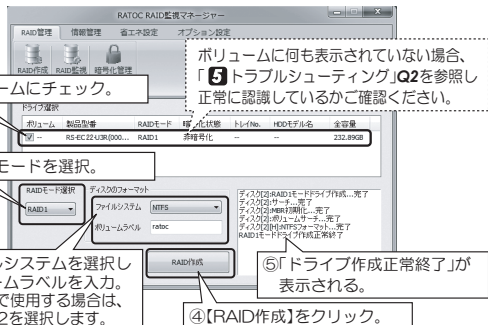 RATOC RAID監視マネージャー
RAID管理 情報管理 省エネ設定 オプション設定
RAID作成 RAID監視 暗号化管理
ボリュームに何も表示されていない場合、
「5トラブルシューティング」Q2を参照し
正常に認識しているかご確認ください。
ームにチェック。
ドライブ選択
ボリューム 製品型番 RAIDモード 暗号化状態 トレイNo. HDDモデル名 全容量
-- RS-EC22-U3R(000... RAID1 非暗号化 -- -- 232.89GB
モードを選択。
RAIDモード選択 ディスクのフォーマット
RAID1 ファイルシステム NTFS
ボリュームラベル ratoc
ディスク[2]:RAID1モードドライブ作成...完了
ディスク[2]:サーチ...完了
ディスク[2]:MBR初期化...完了
ディスク[2]:ボリュームサーチ...完了
ディスク[2][H]:NTFSフォーマット...完了
RAID1モードドライブ作成正常終了
ルシステムを選択し
ームラベルを入力。
で使用する場合は、
2を選択します。
RAID作成
⑤「ドライブ作成正常終了」が
表示される。
④【RAID作成】をクリック。